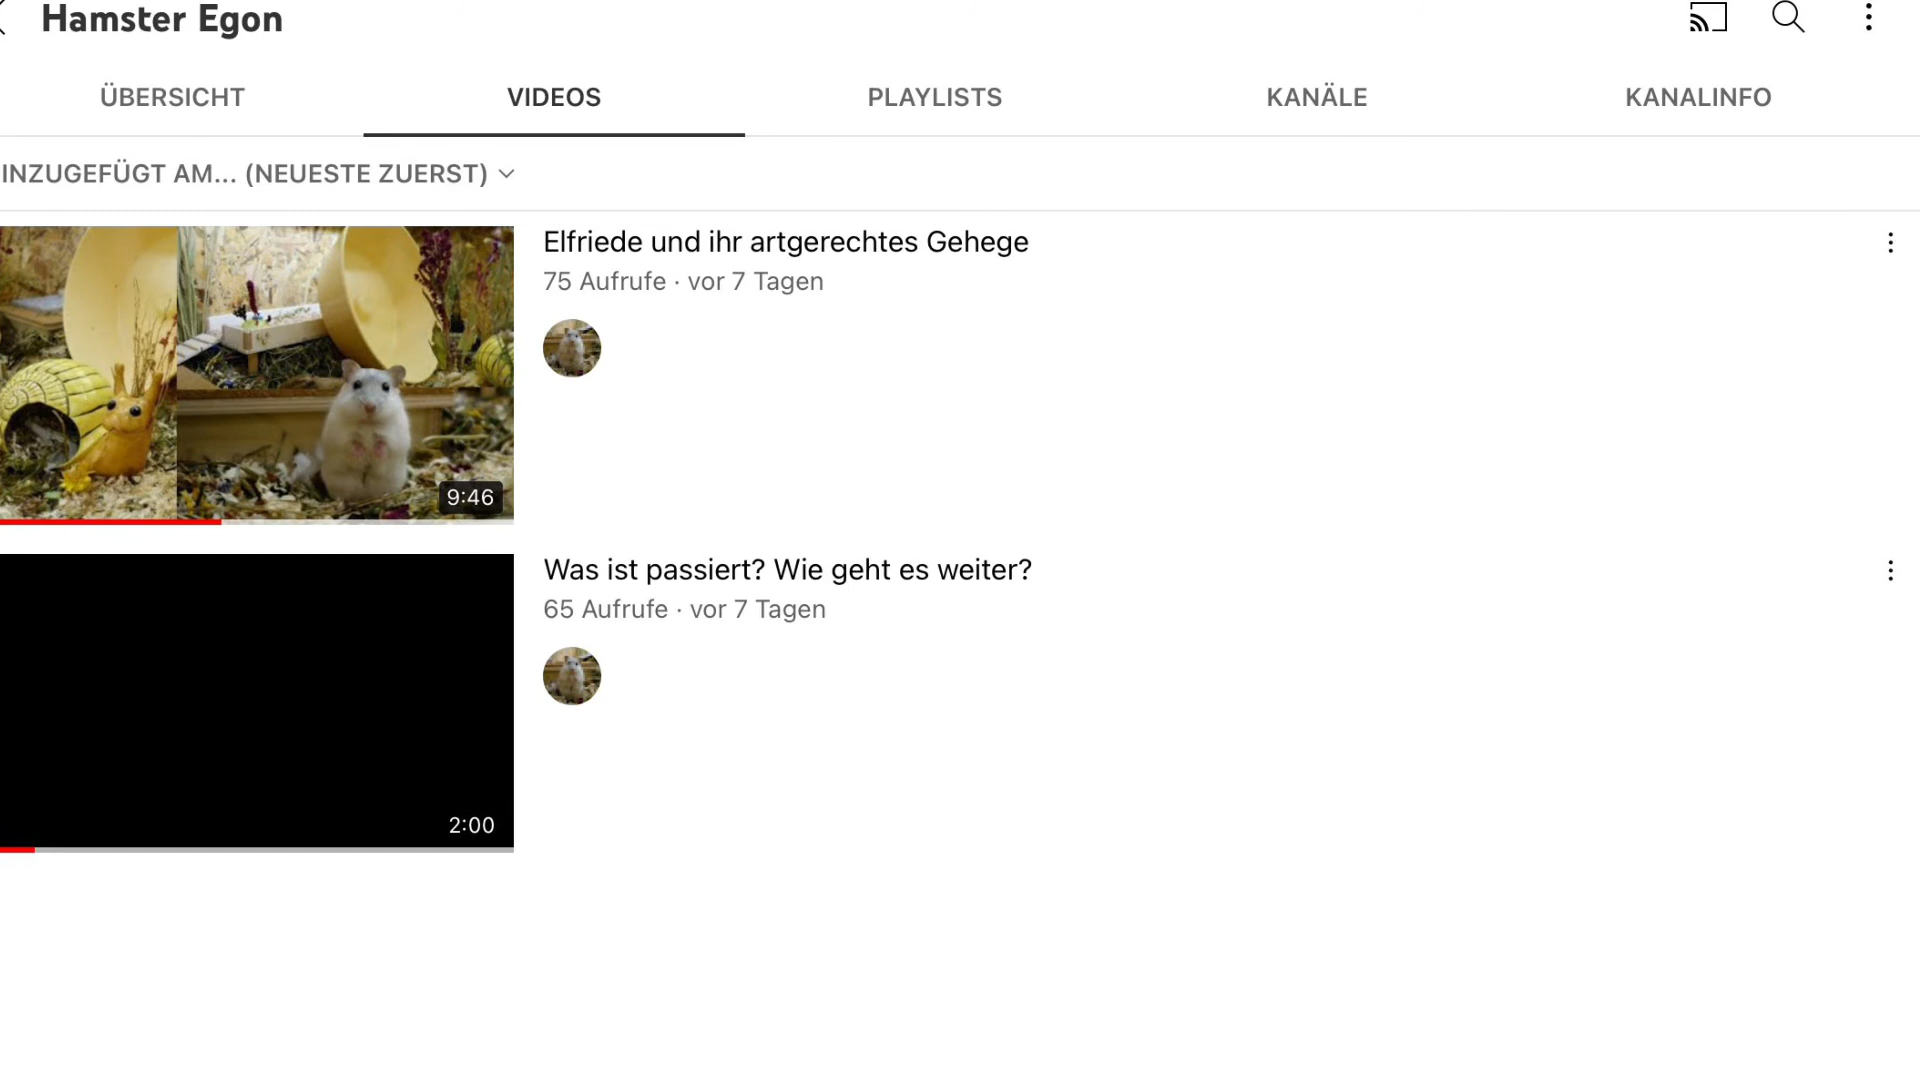 Hamster Egon
ÜBERSICHT
VIDEOS
PLAYLISTS
KANÄLE
KANALINFO
INZUGEFÜGT AM... (NEUESTE ZUERST)
Elfriede und ihr artgerechtes Gehege
75 Aufrufe · vor 7 Tagen
9:46
Was ist passiert? Wie geht es weiter?
65 Aufrufe · vor 7 Tagen
2:00